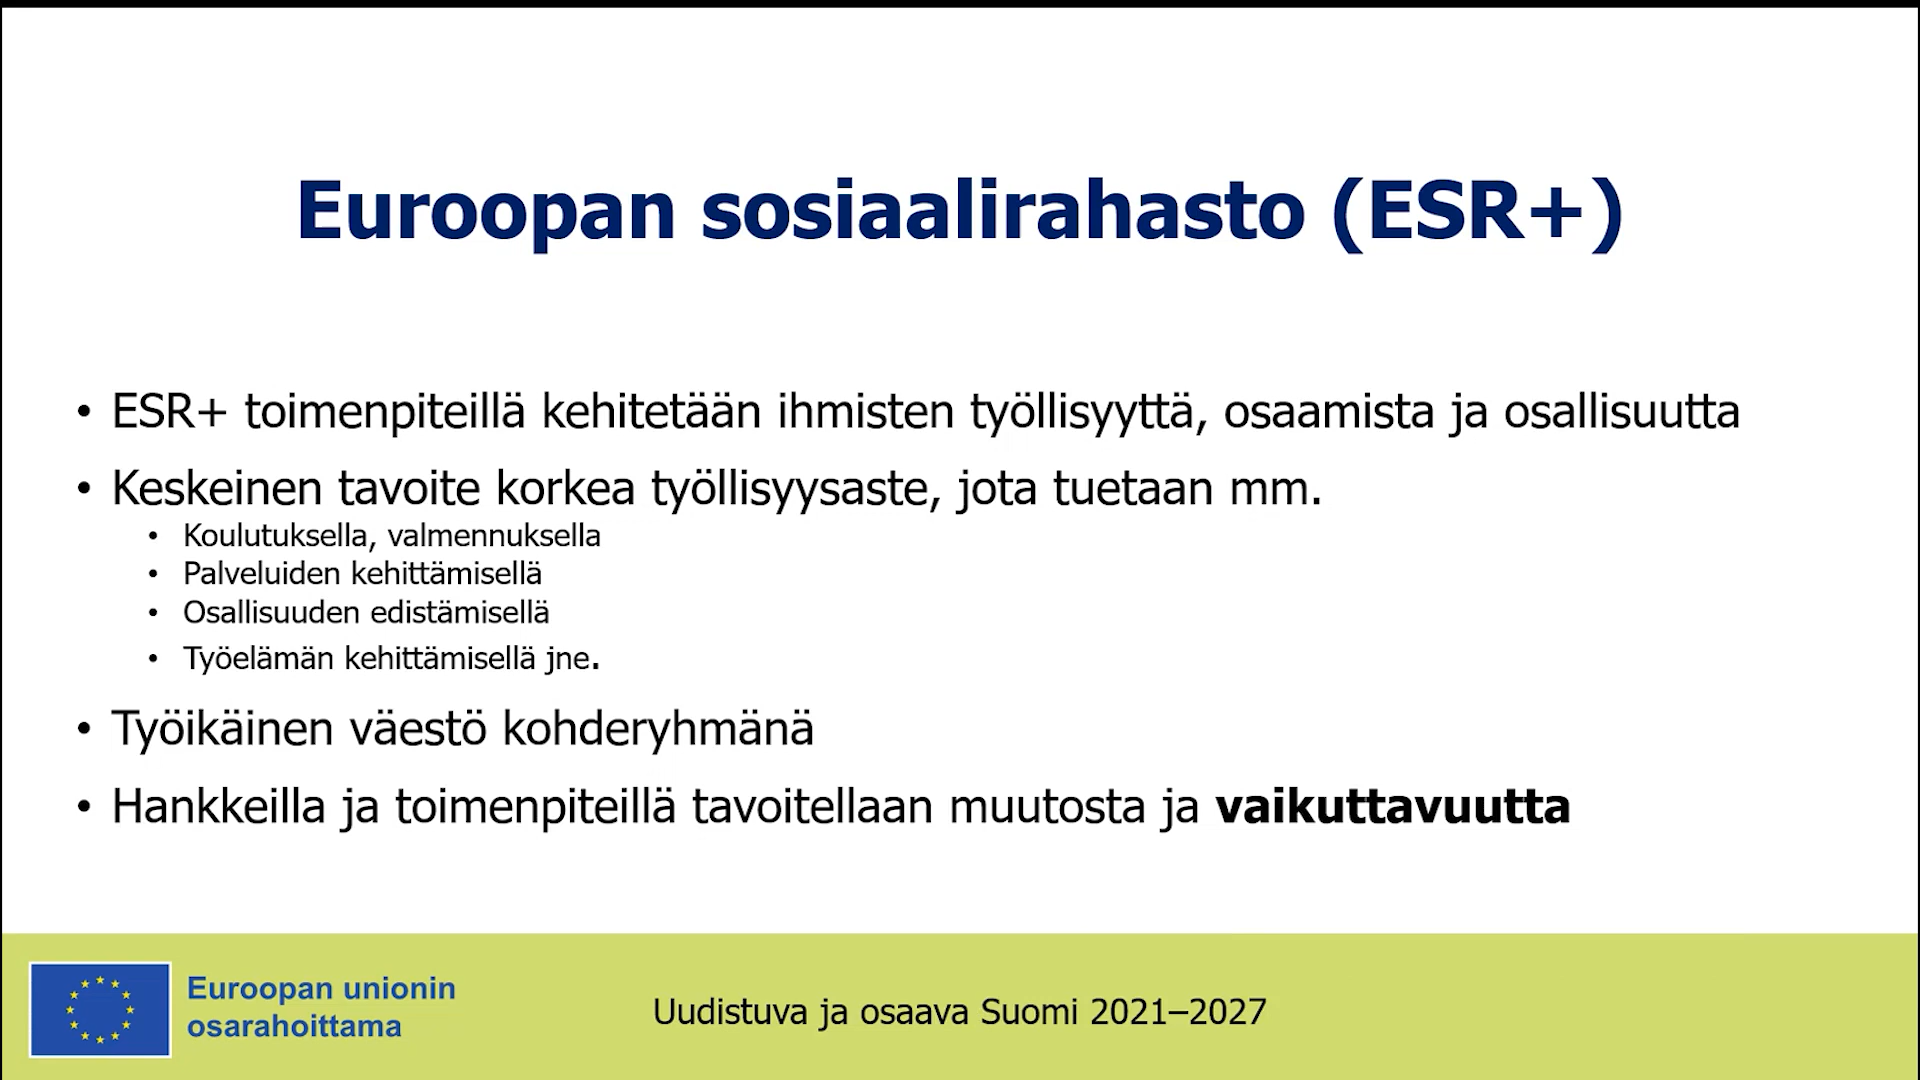 Euroopan sosiaalirahasto (ESR+)
• ESR+ toimenpiteillä kehitetään ihmisten työllisyyttä, osaamista ja osallisuutta
• Keskeinen tavoite korkea työllisyysaste, jota tuetaan mm.
• Koulutuksella, valmennuksella
• Palveluiden kehittämisellä
• Osallisuuden edistämisellä
• Työelämän kehittämisellä jne.
• Työikäinen väestö kohderyhmänä
• Hankkeilla ja toimenpiteillä tavoitellaan muutosta ja vaikuttavuutta
Euroopan unionin
osarahoittama
Uudistuva ja osaava Suomi 2021–2027